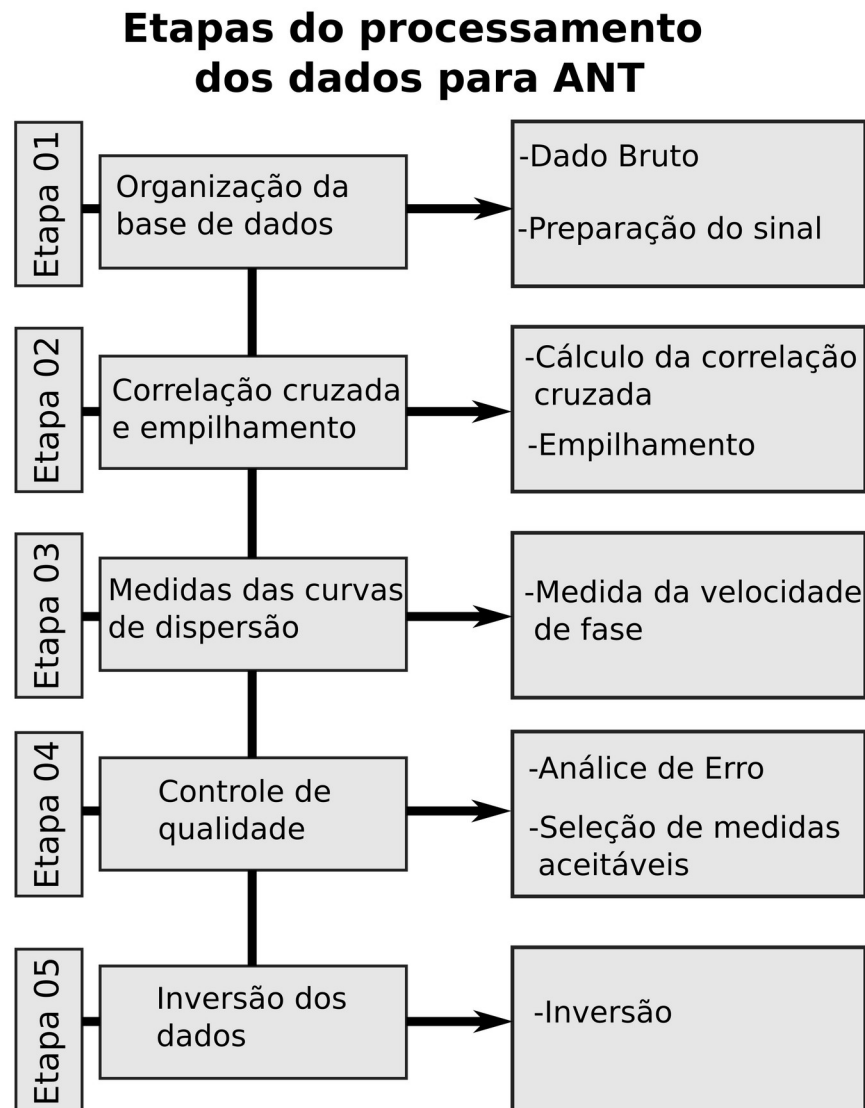 Etapas do processamento
dos dados para ANT
Etapa 01
Organização da
base de dados
-Dado Bruto
-Preparação do sinal
Etapa 02
Correlação cruzada
e empilhamento
-Cálculo da correlação
cruzada
-Empilhamento
Etapa 03
Medidas das curvas
de dispersão
-Medida da velocidade
de fase
Etapa 04
Controle de
qualidade
-Análice de Erro
-Seleção de medidas
aceitáveis
Etapa 05
Inversão dos
dados
-Inversão